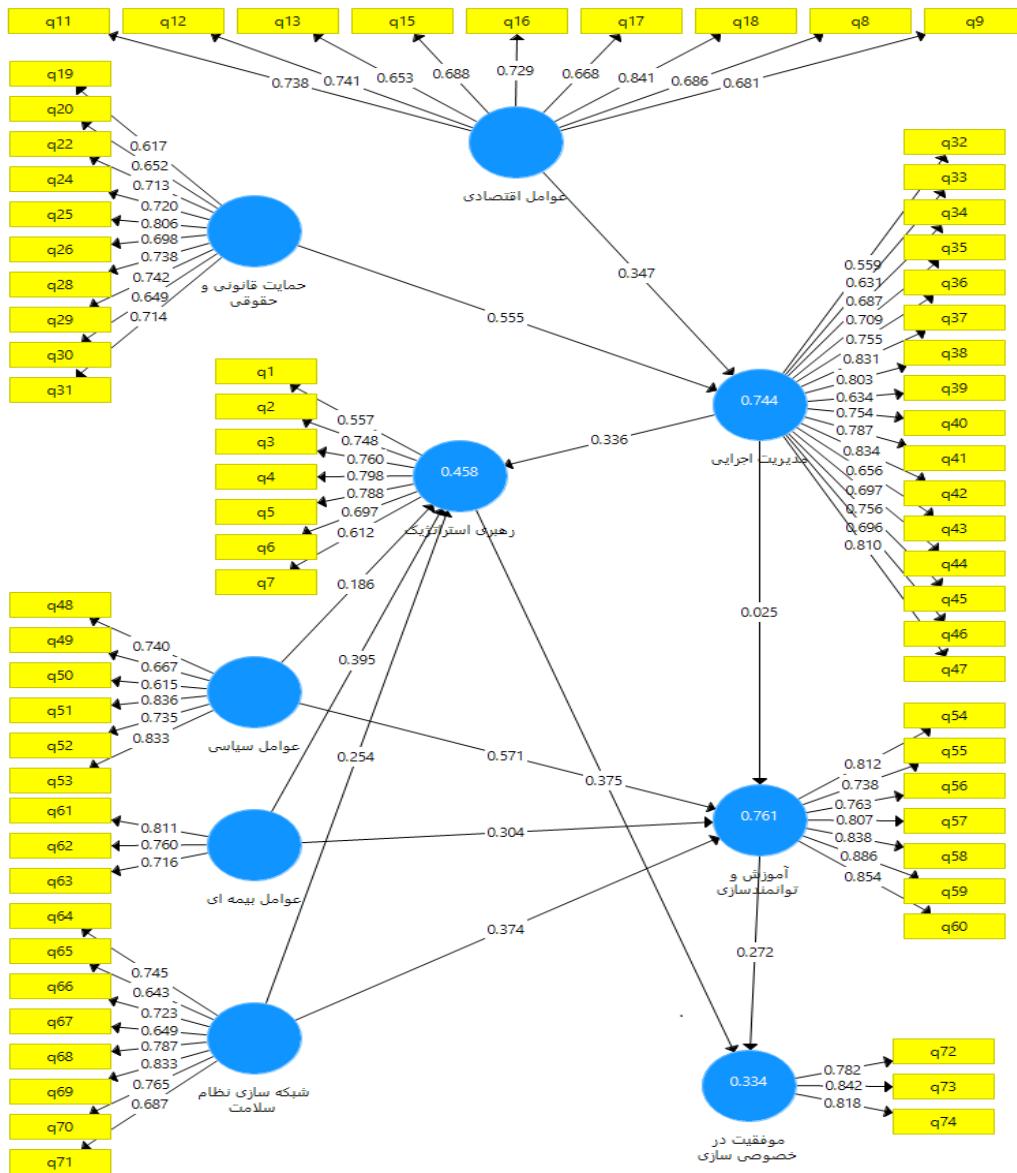 q11
q12
q13
q15
q16
q17
q18
q8
q9
0.738
0.741
0.653
0.688
0.729
0.668
0.841
0.686
0.681
عوامل اقتصادی
q19
q20
q22
q24
q25
q26
q28
q29
q30
q31
0.617
0.652
0.713
0.720
0.806
0.698
0.738
0.742
0.649
0.714
حمایت قانونی و
حقوقی
0.347
0.555
q32
q33
q34
q35
q36
q37
q38
q39
q40
q41
q42
q43
q44
q45
q46
q47
0.559
0.631
0.687
0.709
0.755
0.831
0.803
0.634
0.754
0.787
0.834
0.656
0.697
0.756
0.696
0.810
0.744
مدیریت اجرایی
q1
q2
q3
q4
q5
q6
q7
0.557
0.748
0.760
0.798
0.788
0.697
0.612
0.458
رهبری استراتژیک
0.336
0.186
0.395
0.254
0.025
0.375
q48
q49
q50
q51
q52
q53
0.740
0.667
0.615
0.836
0.735
0.833
عوامل سیاسی
0.571
q61
q62
q63
0.811
0.760
0.716
عوامل بیمه ای
0.304
q64
q65
q66
q67
q68
q69
q70
q71
0.745
0.643
0.723
0.649
0.787
0.833
0.765
0.687
شبکه سازی نظام
سلامت
0.374
q54
q55
q56
q57
q58
q59
q60
0.812
0.738
0.763
0.807
0.838
0.886
0.854
0.761
آموزش و
توانمندسازی
0.272
q72
q73
q74
0.782
0.842
0.818
0.334
موفقیت در
خصوصی سازی